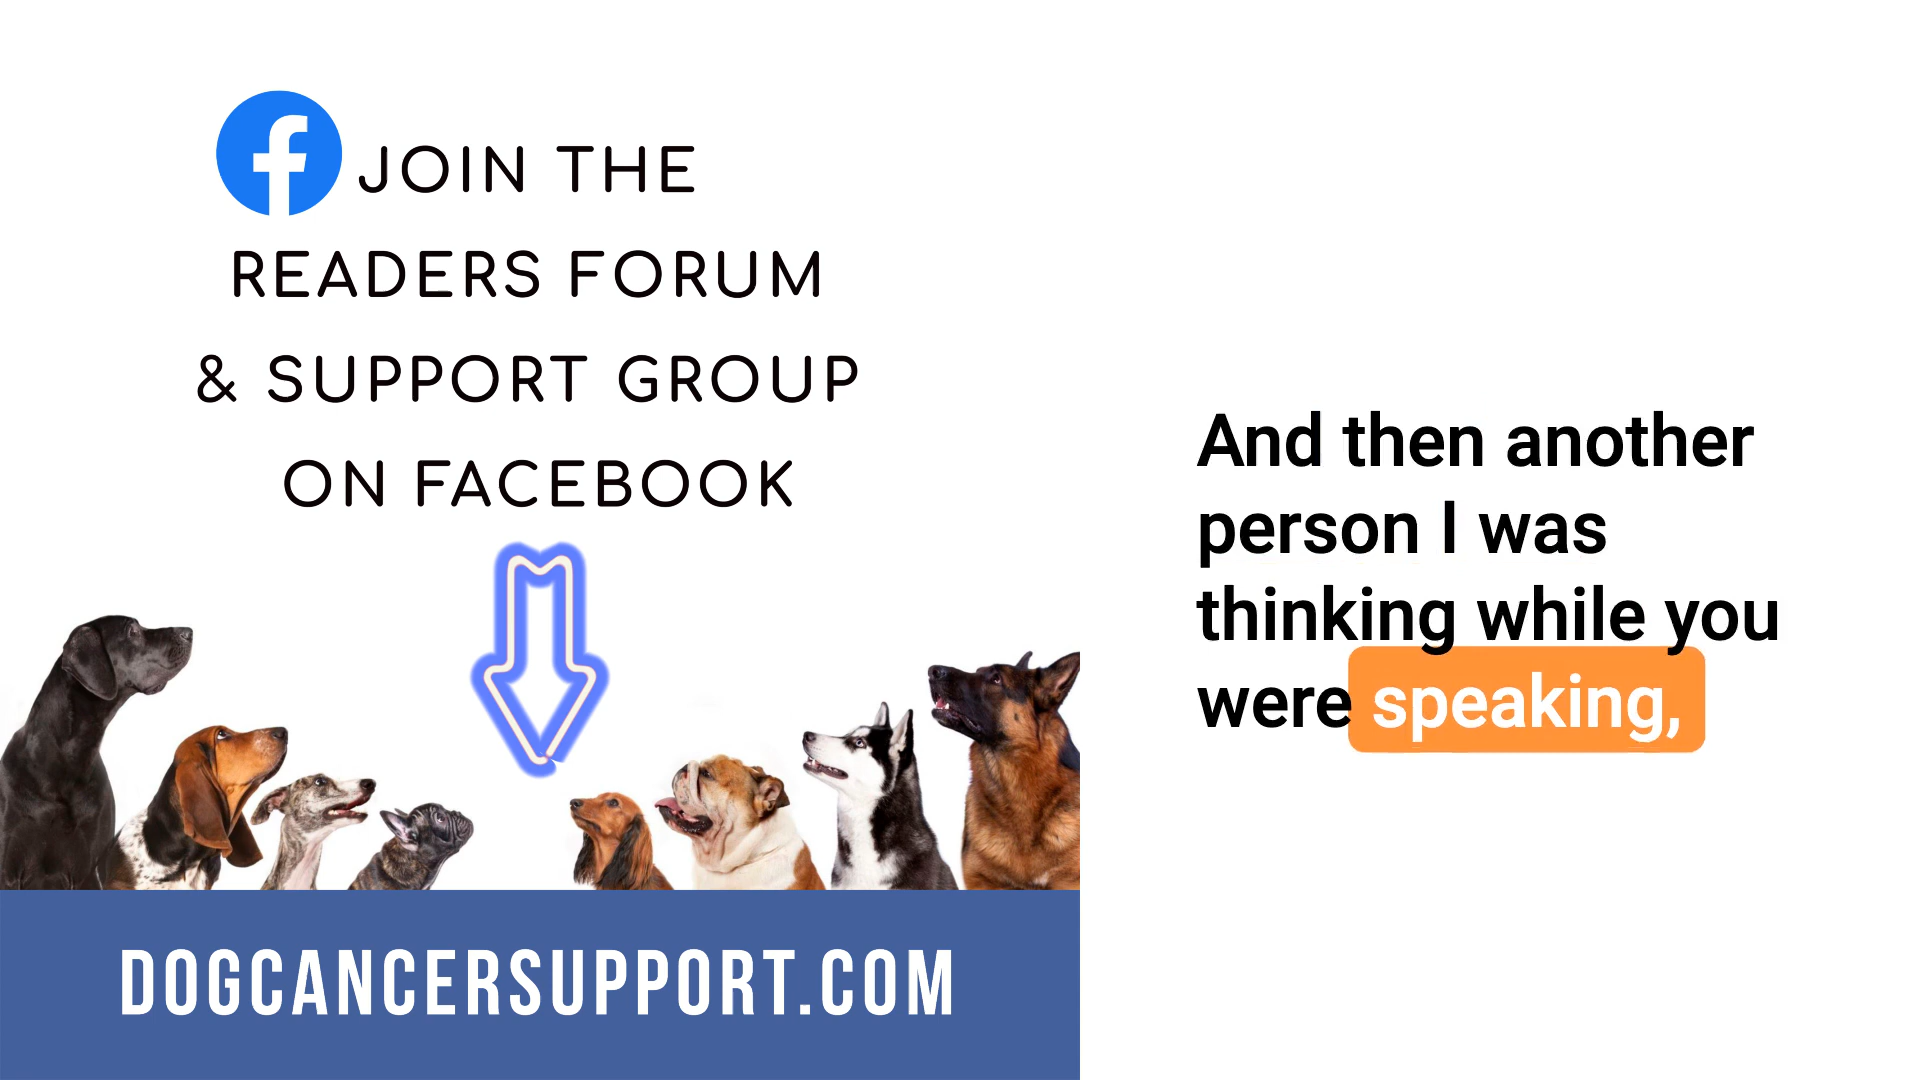 JOIN THE
READERS FORUM
& SUPPORT GROUP
ON FACEBOOK
DOGCANCERSUPPORT.COM
And then another
person I was
thinking while you
were speaking,